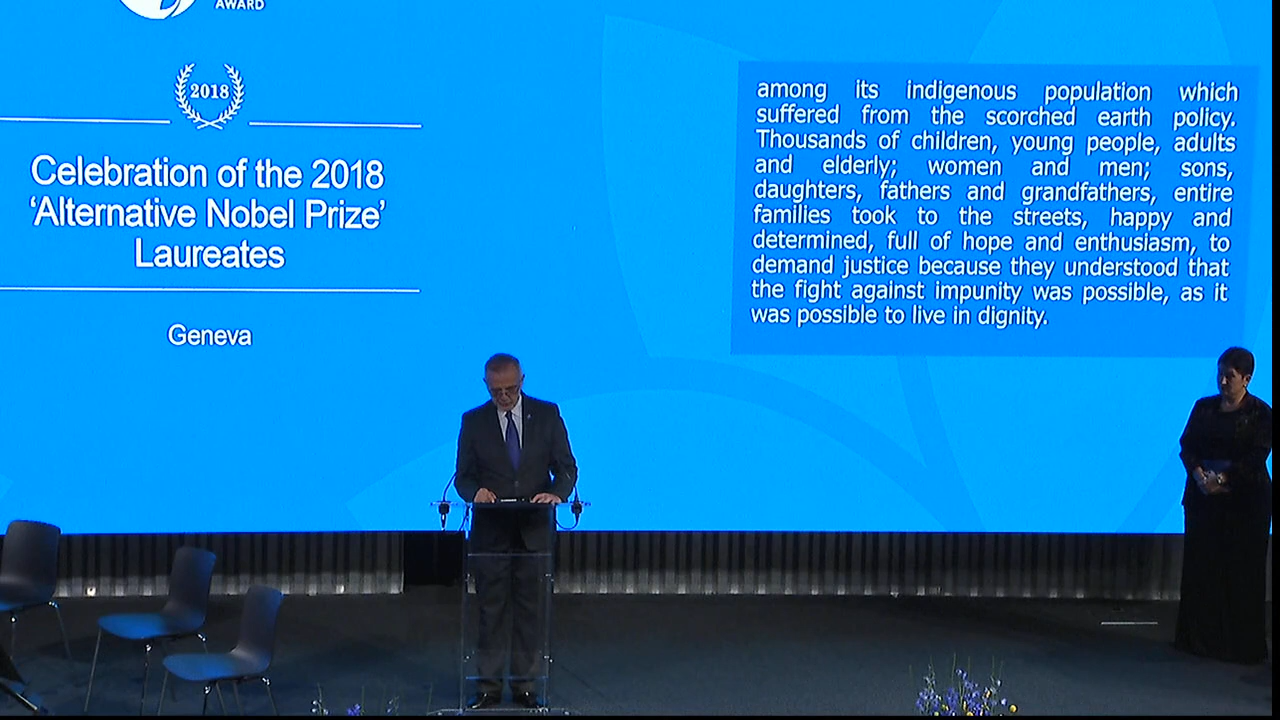 AWARD
2018
Celebration of the 2018
‘Alternative Nobel Prize’
Laureates
Geneva
among its indigenous population which
suffered from the scorched earth policy.
Thousands of children, young people, adults
and elderly; women and men; sons,
daughters, fathers and grandfathers, entire
families took to the streets, happy and
determined, full of hope and enthusiasm, to
demand justice because they understood that
the fight against impunity was possible, as it
was possible to live in dignity.